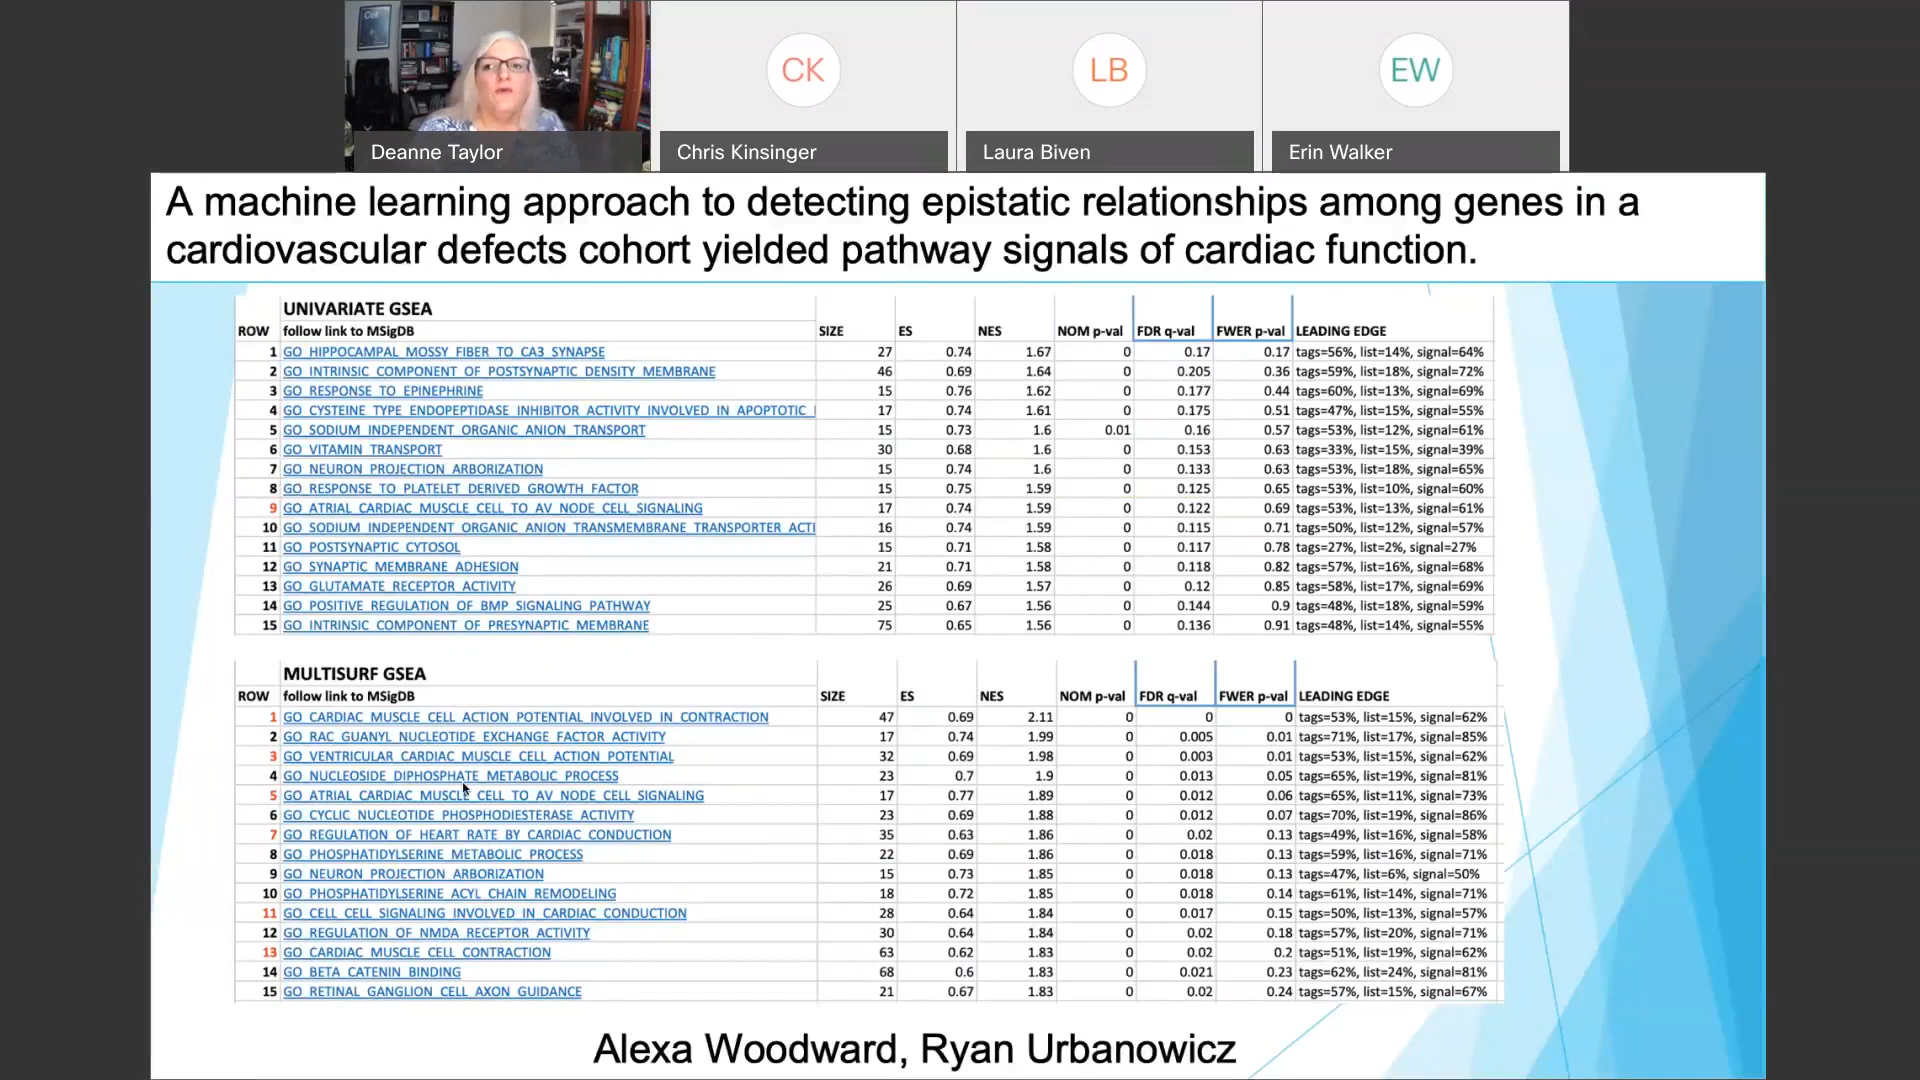 Cell
CK
LB
EW
Deanne Taylor
Chris Kinsinger
Laura Biven
Erin Walker
A machine learning approach to detecting epistatic relationships among genes in a
cardiovascular defects cohort yielded pathway signals of cardiac function.
UNIVARIATE GSEA
ROW follow link to MSigDB SIZE ES NES NOM p-val FDR q-val FWER p-val LEADING EDGE
1 GO_HIPPOCAMPAL_MOSSY_FIBER_TO_CA3_SYNAPSE 27 0.74 1.67 0 0.17 0.17 tags=56%, list=14%, signal=64%
2 GO_INTRINSIC_COMPONENT_OF_POSTSYNAPTIC_DENSITY_MEMBRANE 46 0.69 1.64 0 0.205 0.36 tags=59%, list=18%, signal=72%
3 GO_RESPONSE_TO_EPINEPHRINE 15 0.76 1.62 0 0.177 0.44 tags=60%, list=13%, signal=69%
4 GO_CYSTEINE_TYPE_ENDOPEPTIDASE_INHIBITOR_ACTIVITY_INVOLVED_IN_APOPTOTIC_ 17 0.74 1.61 0 0.175 0.51 tags=47%, list=15%, signal=55%
5 GO_SODIUM_INDEPENDENT_ORGANIC_ANION_TRANSPORT 15 0.73 1.6 0.01 0.16 0.57 tags=53%, list=12%, signal=61%
6 GO_VITAMIN_TRANSPORT 30 0.68 1.6 0 0.153 0.63 tags=33%, list=15%, signal=39%
7 GO_NEURON_PROJECTION_ARBORIZATION 15 0.74 1.6 0 0.133 0.63 tags=53%, list=18%, signal=65%
8 GO_RESPONSE_TO_PLATELET_DERIVED_GROWTH_FACTOR 15 0.75 1.59 0 0.125 0.65 tags=53%, list=10%, signal=60%
9 GO_ATRIAL_CARDIAC_MUSCLE_CELL_TO_AV_NODE_CELL_SIGNALING 17 0.74 1.59 0 0.122 0.69 tags=53%, list=13%, signal=61%
10 GO_SODIUM_INDEPENDENT_ORGANIC_ANION_TRANSMEMBRANE_TRANSPORTER_ACTI 16 0.74 1.59 0 0.115 0.71 tags=50%, list=12%, signal=57%
11 GO_POSTSYNAPTIC_CYTOSOL 15 0.71 1.58 0 0.117 0.78 tags=27%, list=2%, signal=27%
12 GO_SYNAPTIC_MEMBRANE_ADHESION 21 0.71 1.58 0 0.118 0.82 tags=57%, list=16%, signal=68%
13 GO_GLUTAMATE_RECEPTOR_ACTIVITY 26 0.69 1.57 0 0.12 0.85 tags=58%, list=17%, signal=69%
14 GO_POSITIVE_REGULATION_OF_BMP_SIGNALING_PATHWAY 25 0.67 1.56 0 0.144 0.9 tags=48%, list=18%, signal=59%
15 GO_INTRINSIC_COMPONENT_OF_PRESYNAPTIC_MEMBRANE 75 0.65 1.56 0 0.136 0.91 tags=48%, list=14%, signal=55%
MULTISURF GSEA
ROW follow link to MSigDB SIZE ES NES NOM p-val FDR q-val FWER p-val LEADING EDGE
1 GO_CARDIAC_MUSCLE_CELL_ACTION_POTENTIAL_INVOLVED_IN_CONTRACTION 47 0.69 2.11 0 0 0 tags=53%, list=15%, signal=62%
2 GO_RAC_GUANYL_NUCLEOTIDE_EXCHANGE_FACTOR_ACTIVITY 17 0.74 1.99 0 0.005 0.01 tags=71%, list=17%, signal=85%
3 GO_VENTRICULAR_CARDIAC_MUSCLE_CELL_ACTION_POTENTIAL 32 0.69 1.98 0 0.003 0.01 tags=53%, list=15%, signal=62%
4 GO_NUCLEOSIDE_DIPHOSPHATE_METABOLIC_PROCESS 23 0.7 1.9 0 0.013 0.05 tags=65%, list=19%, signal=81%
5 GO_ATRIAL_CARDIAC_MUSCLE_CELL_TO_AV_NODE_CELL_SIGNALING 17 0.77 1.89 0 0.012 0.06 tags=65%, list=11%, signal=73%
6 GO_CYCLIC_NUCLEOTIDE_PHOSPHODIESTERASE_ACTIVITY 23 0.69 1.88 0 0.012 0.07 tags=70%, list=19%, signal=86%
7 GO_REGULATION_OF_HEART_RATE_BY_CARDIAC_CONDUCTION 35 0.63 1.86 0 0.02 0.13 tags=49%, list=16%, signal=58%
8 GO_PHOSPHATIDYLSERINE_METABOLIC_PROCESS 22 0.69 1.86 0 0.018 0.13 tags=59%, list=16%, signal=71%
9 GO_NEURON_PROJECTION_ARBORIZATION 15 0.73 1.85 0 0.018 0.13 tags=47%, list=6%, signal=50%
10 GO_PHOSPHATIDYLSERINE_ACYL_CHAIN_REMODELING 18 0.72 1.85 0 0.018 0.14 tags=61%, list=14%, signal=71%
11 GO_CELL_CELL_SIGNALING_INVOLVED_IN_CARDIAC_CONDUCTION 28 0.64 1.84 0 0.017 0.15 tags=50%, list=13%, signal=57%
12 GO_REGULATION_OF_NMDA_RECEPTOR_ACTIVITY 30 0.64 1.84 0 0.02 0.18 tags=57%, list=20%, signal=71%
13 GO_CARDIAC_MUSCLE_CELL_CONTRACTION 63 0.62 1.83 0 0.02 0.2 tags=51%, list=19%, signal=62%
14 GO_BETA_CATENIN_BINDING 68 0.6 1.83 0 0.021 0.23 tags=62%, list=24%, signal=81%
15 GO_RETINAL_GANGLION_CELL_AXON_GUIDANCE 21 0.67 1.83 0 0.02 0.24 tags=57%, list=15%, signal=67%
Alexa Woodward, Ryan Urbanowicz